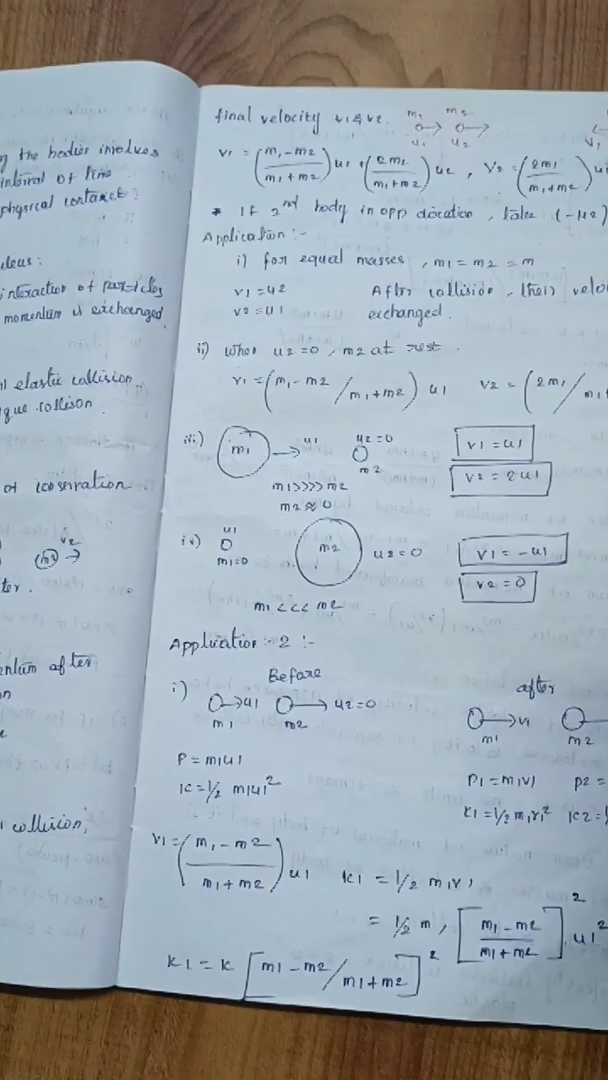 g the bodies involves
interval of time
physical contact?
leus:
interaction of particles
momentum is exchanged
elastic collision
que collison
of conservation.
v2
m2
ter.
entum after
n
collision,
final velocity v1 & v2. m1 m2
u1 u2
v1
v1 = (m1-m2/m1+m2) u1 + (2m2/m1+m2) u2, v2 = (2m1/m1+m2) u
* If 2nd body in opp direction, take (-u2)
Application :-
i) for equal masses, m1 = m2 = m
v1 = u2 After collision, their velo
v2 = u1 exchanged.
ii) when u2=0, m2 at rest.
v1 = (m1-m2/m1+m2) u1 v2 = (2m1/m1
iii) m1 u1 u2=0 v1 = u1
m2 v2 = 2u1
m1 >>>> m2
m2 ≈ 0
iv) u1 m2 u2=0 v1 = -u1
m1=0 v2 = 0
m1 <<< m2
Application :- 2 :-
Before after
i) u1 u2=0 v1
m1 m2 m1 m2
P = m1u1 P1 = m1v1 P2 =
K = 1/2 m1u1² K1 = 1/2 m1v1² K2 =
v1 = (m1-m2/m1+m2) u1 K1 = 1/2 m1v1
= 1/2 m1 [m1-m2/m1+m2]² u1²
K1 = K [m1-m2/m1+m2]²